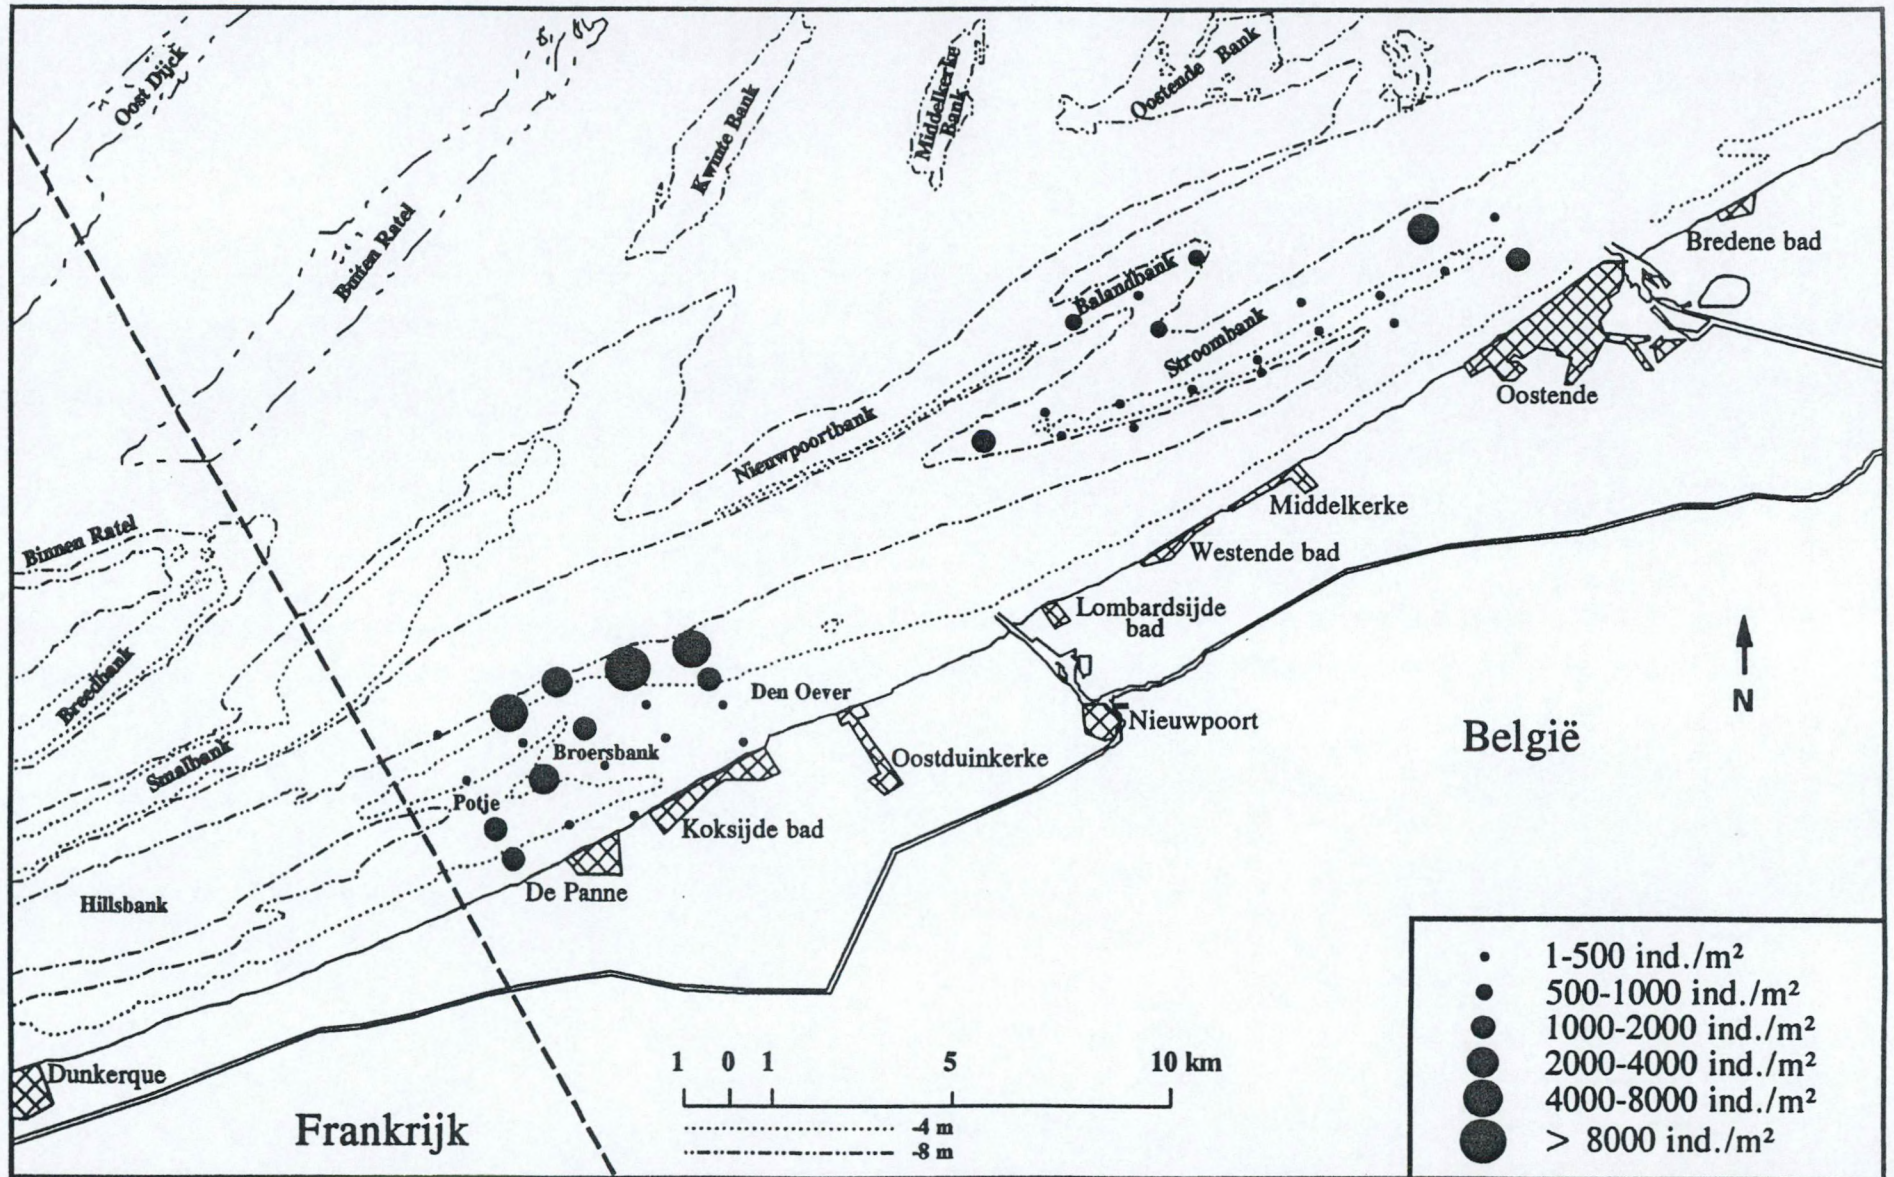 Oost Dijck
Buiten Ratel
Kwinte Bank
Middelkerke
Bank
Oostende Bank
Bredene bad
Balandbank
Stroombank
Oostende
Nieuwpoortbank
Middelkerke
Westende bad
Binnen Ratel
Lombardsijde
bad
Breedbank
Den Oever
Nieuwpoort
België
Smalbank
Broersbank
Oostduinkerke
Potje
Koksijde bad
De Panne
Hillsbank
N
Dunkerque
Frankrijk
1 0 1 5 10 km
-4 m
-8 m
1-500 ind./m²
500-1000 ind./m²
1000-2000 ind./m²
2000-4000 ind./m²
4000-8000 ind./m²
> 8000 ind./m²